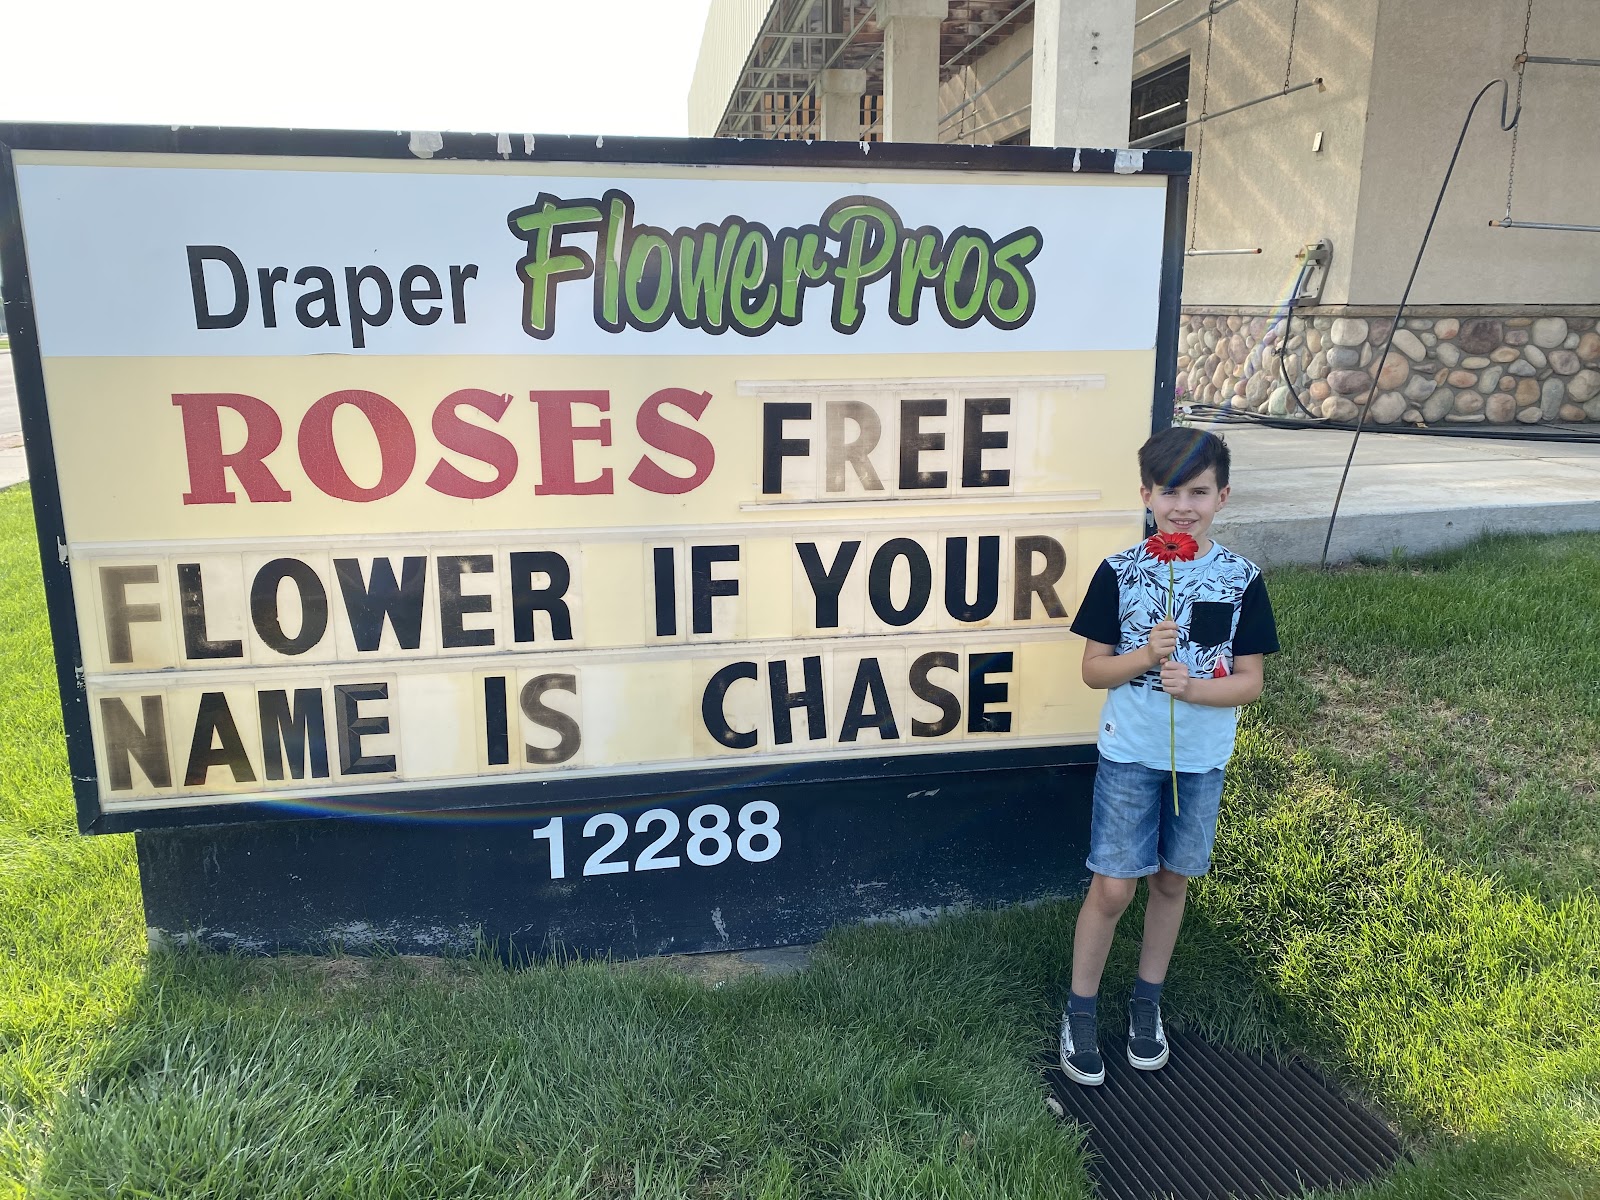 Draper FlowerPros
ROSES FREE
FLOWER IF YOUR
NAME IS CHASE
12288